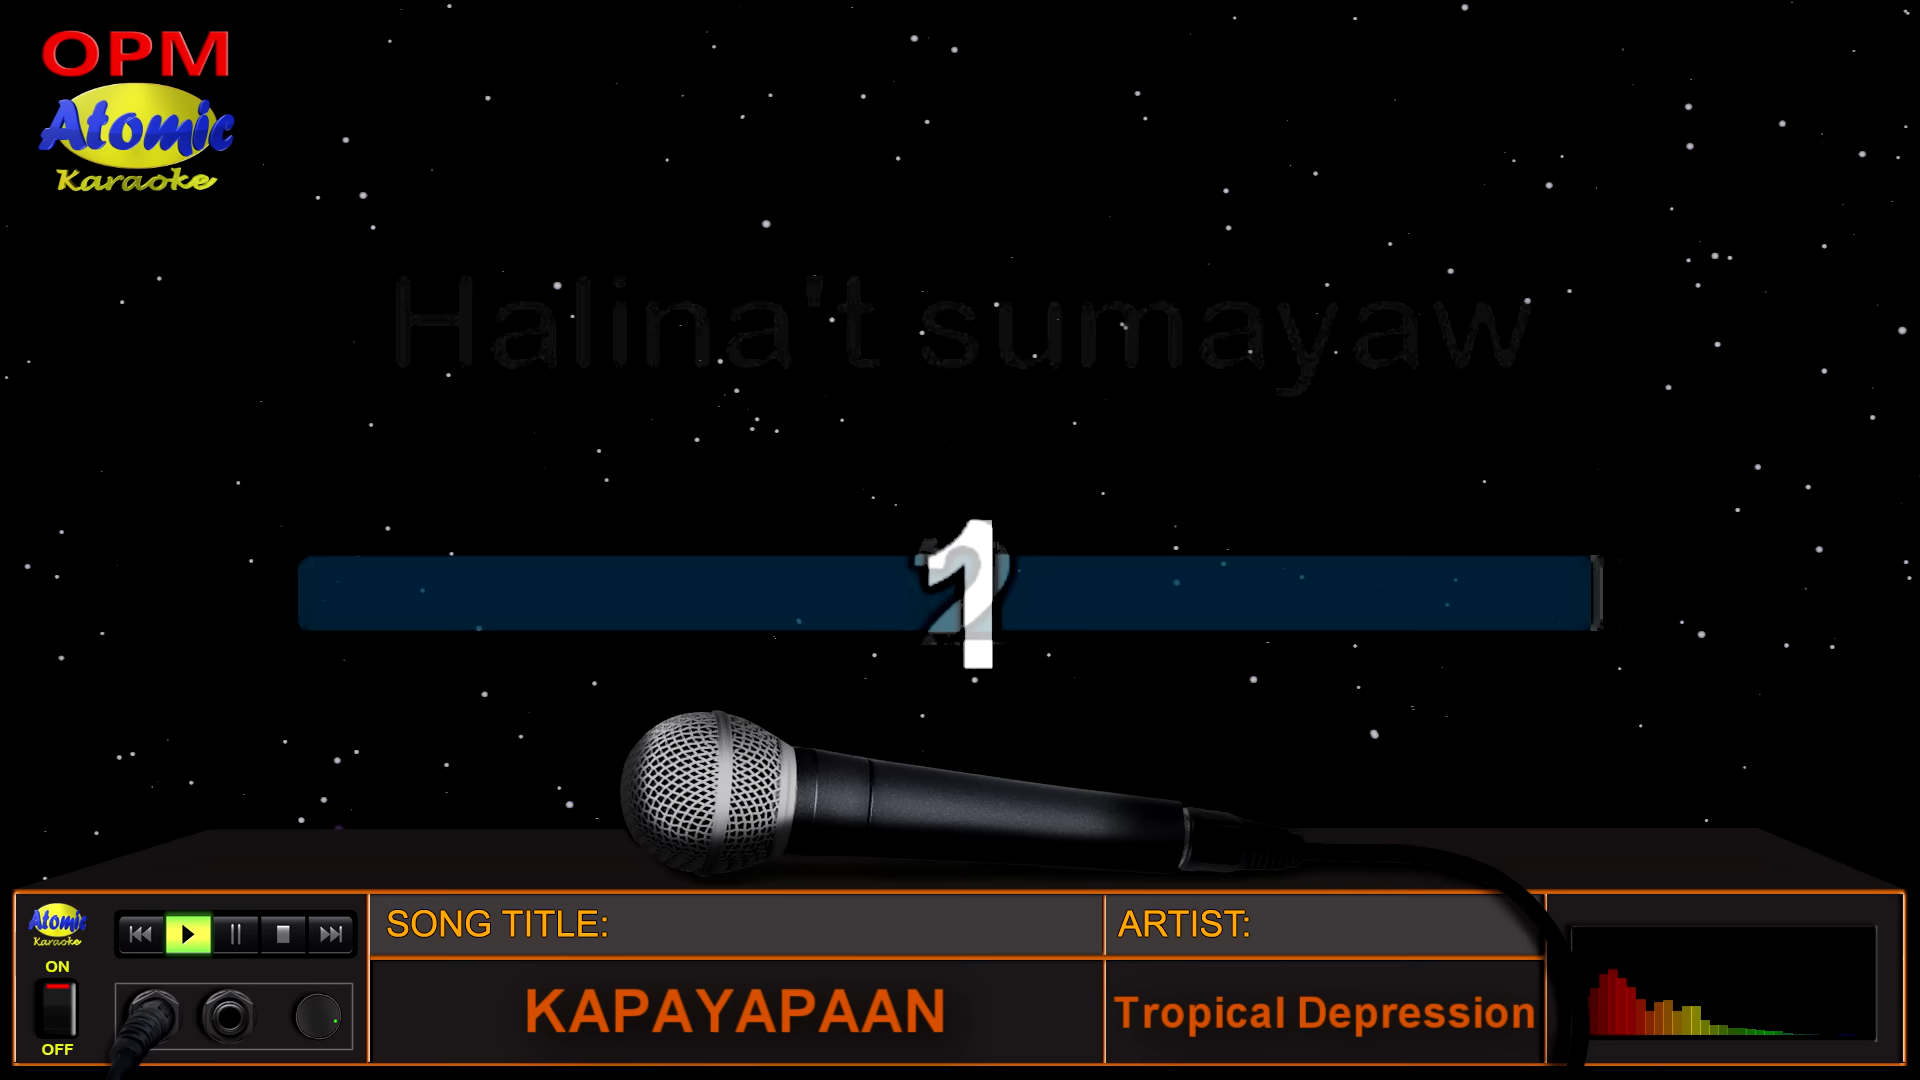 OPM
Atomic
Karaoke
Halina't sumayaw
1
Atomic
Karaoke
ON
OFF
SONG TITLE:
ARTIST:
KAPAYAPAAN
Tropical Depression